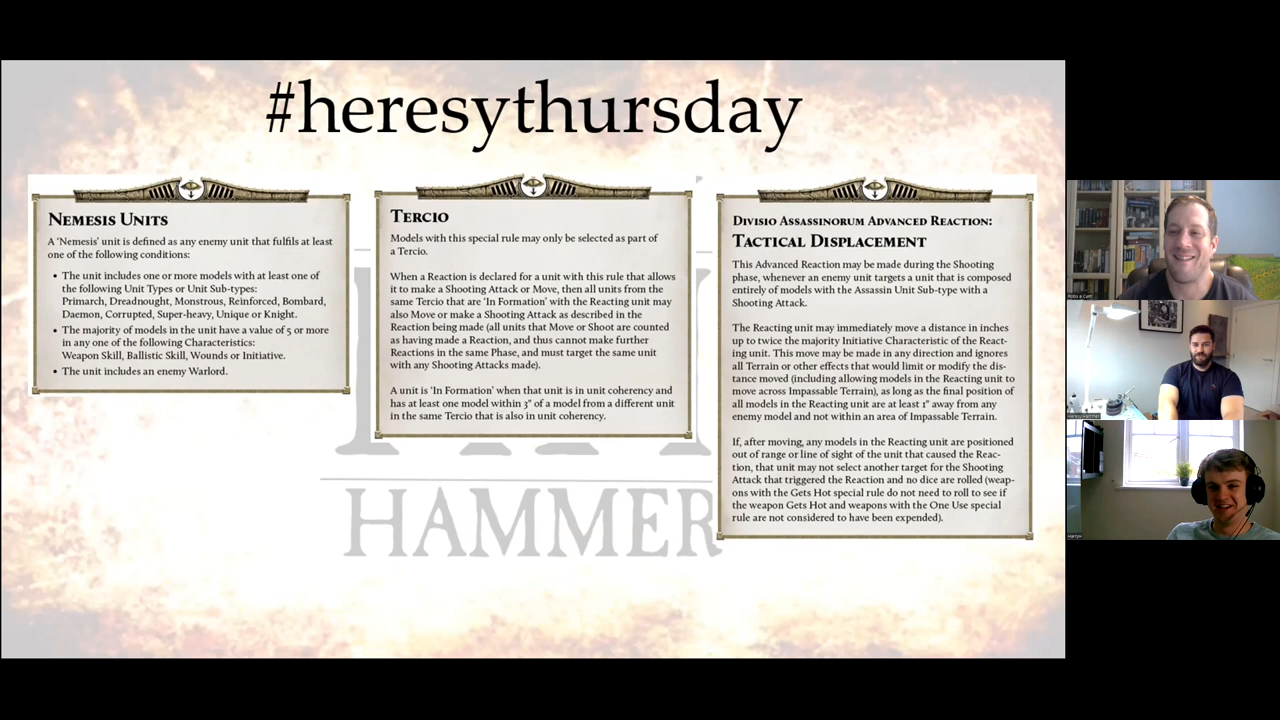 #heresythursday
NEMESIS UNITS
A 'Nemesis' unit is defined as any enemy unit that fulfils at least
one of the following conditions:
• The unit includes one or more models with at least one of
the following Unit Types or Unit Sub-types:
Primarch, Dreadnought, Monstrous, Reinforced, Bombard,
Daemon, Corrupted, Super-heavy, Unique or Knight.
• The majority of models in the unit have a value of 5 or more
in any one of the following Characteristics:
Weapon Skill, Ballistic Skill, Wounds or Initiative.
• The unit includes an enemy Warlord.
TERCIO
Models with this special rule may only be selected as part of
a Tercio.
When a Reaction is declared for a unit with this rule that allows
it to make a Shooting Attack or Move, then all units from the
same Tercio that are 'In Formation' with the Reacting unit may
also Move or make a Shooting Attack as described in the
Reaction being made (all units that Move or Shoot are counted
as having made a Reaction, and thus cannot make further
Reactions in the same Phase, and must target the same unit
with any Shooting Attacks made).
A unit is 'In Formation' when that unit is in unit coherency and
has at least one model within 3" of a model from a different unit
in the same Tercio that is also in unit coherency.
DIVISIO ASSASSINORUM ADVANCED REACTION:
TACTICAL DISPLACEMENT
This Advanced Reaction may be made during the Shooting
phase, whenever an enemy unit targets a unit that is composed
entirely of models with the Assassin Unit Sub-type with a
Shooting Attack.
The Reacting unit may immediately move a distance in inches
up to twice the majority Initiative Characteristic of the React-
ing unit. This move may be made in any direction and ignores
all Terrain or other effects that would limit or modify the dis-
tance moved (including allowing models in the Reacting unit to
move across Impassable Terrain), as long as the final position of
all models in the Reacting unit are at least 1" away from any
enemy model and not within an area of Impassable Terrain.
If, after moving, any models in the Reacting unit are positioned
out of range or line of sight of the unit that caused the Reac-
tion, that unit may not select another target for the Shooting
Attack that triggered the Reaction and no dice are rolled (weap-
ons with the Gets Hot special rule do not need to roll to see if
the weapon Gets Hot and weapons with the One Use special
rule are not considered to have been expended).
HAMMER